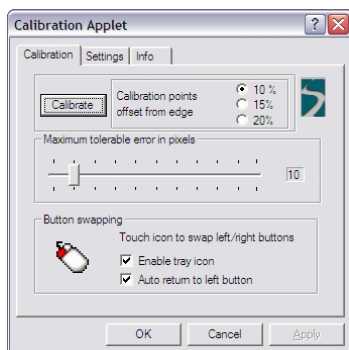 Calibration Applet
Calibration Settings Info
Calibrate
Calibration points
offset from edge
10 %
15%
20%
Maximum tolerable error in pixels
10
Button swapping
Touch icon to swap left/right buttons
Enable tray icon
Auto return to left button
OK Cancel Apply